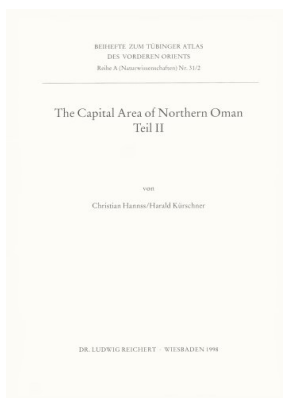 BEIHEFTE ZUM TÜBINGER ATLAS
DES VORDEREN ORIENTS
Reihe A (Naturwissenschaften) Nr. 31/2
The Capital Area of Northern Oman
Teil II
von
Christian Hannss/Harald Kürschner
DR. LUDWIG REICHERT · WIESBADEN 1994